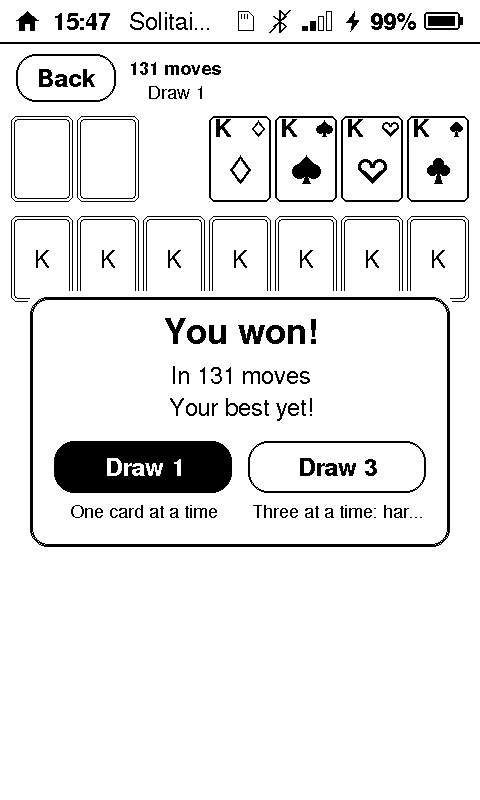 15:47 Solitai... 99%
Back
131 moves
Draw 1
K K K K
K K K K K K K
You won!
In 131 moves
Your best yet!
Draw 1 Draw 3
One card at a time Three at a time: har...